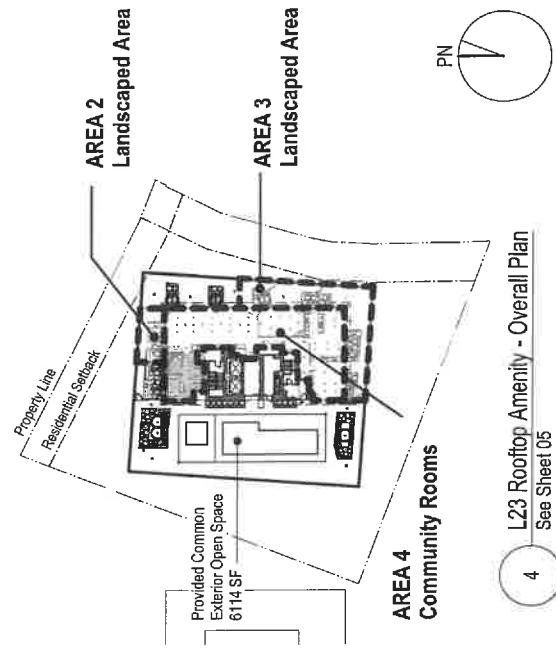 AREA 2
Landscaped Area
AREA 3
Landscaped Area
PN
Property Line
Residential Setback
Provided Common
Exterior Open Space
6114 SF
AREA 4
Community Rooms
4
L23 Rooftop Amenity - Overall Plan
See Sheet 05